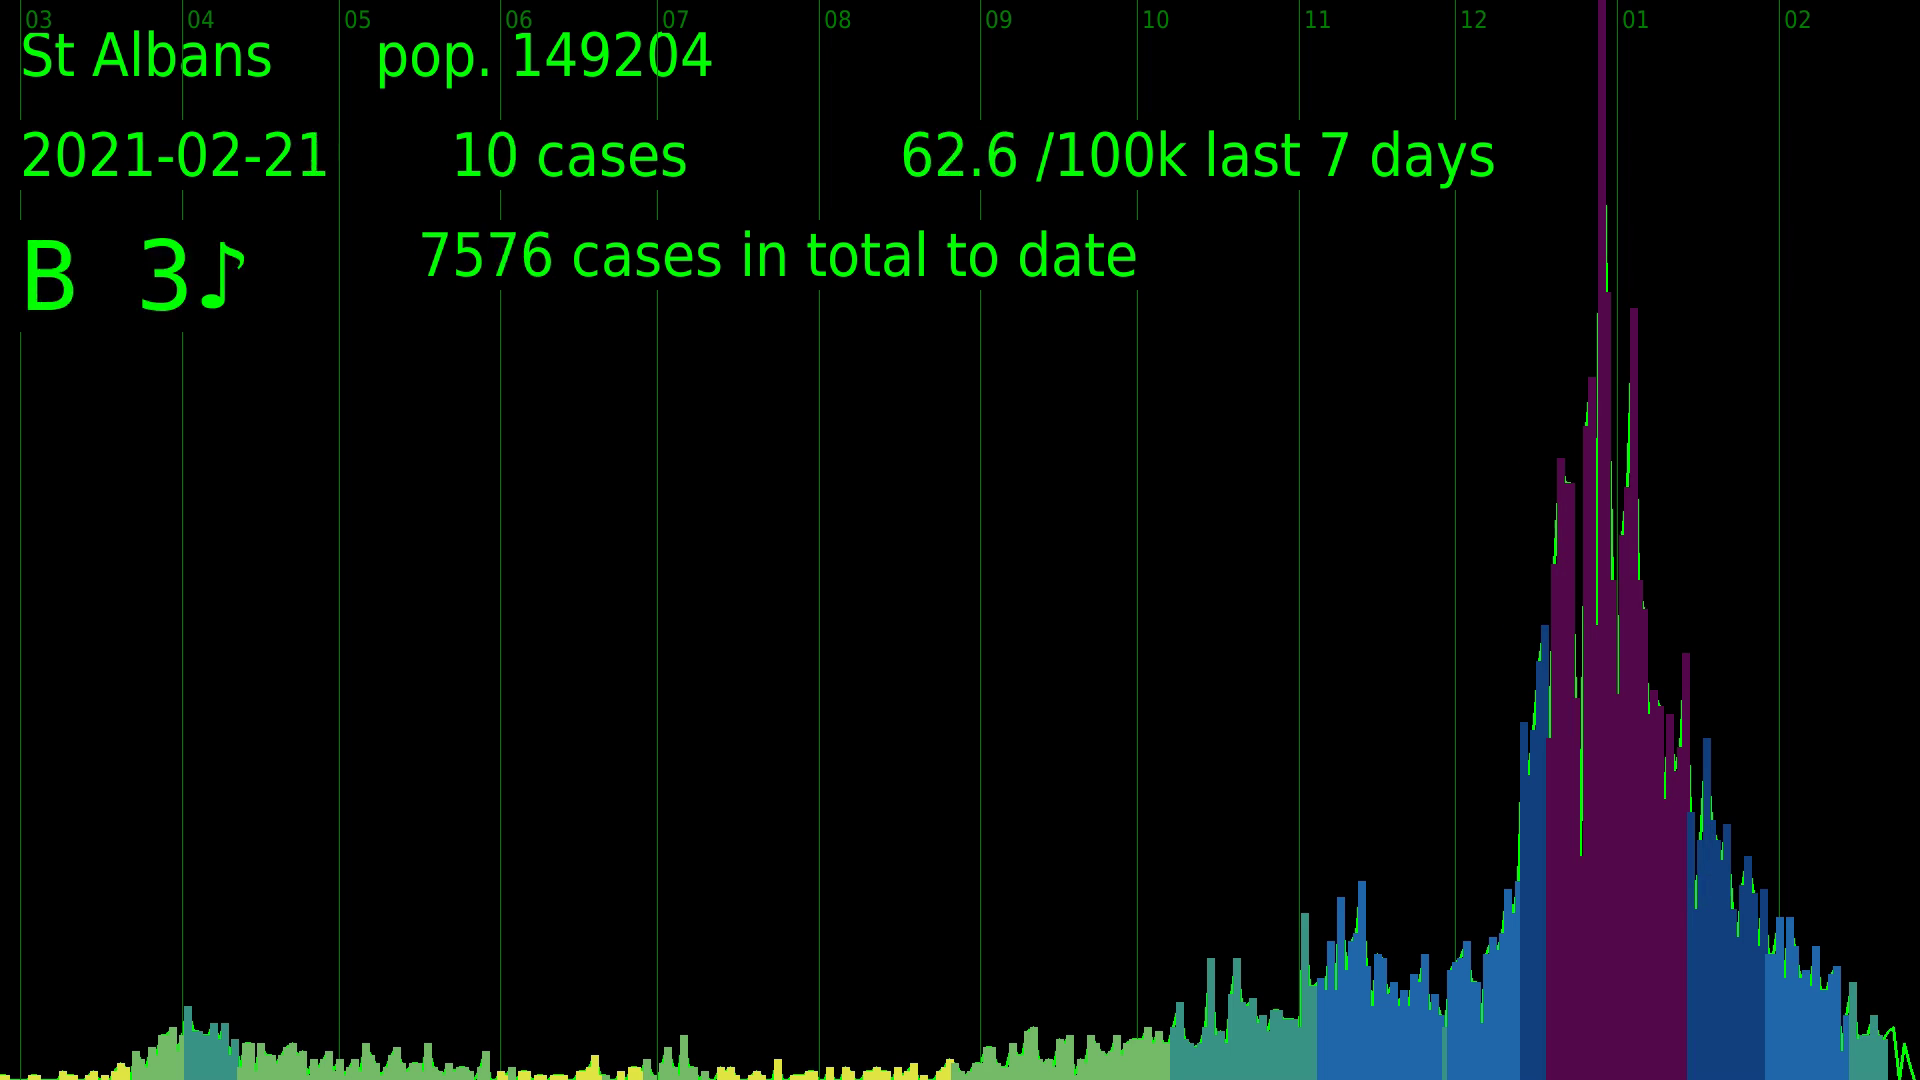 03 04 05 06 07 08 09 10 11 12 01 02
St Albans pop. 149204
2021-02-21 10 cases 62.6 /100k last 7 days
B 3♪ 7576 cases in total to date